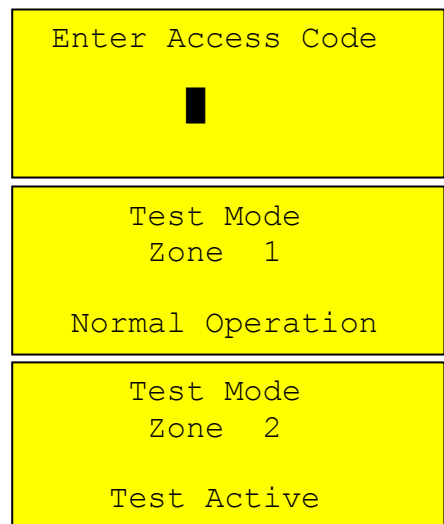 Enter Access Code
Test Mode
Zone 1
Normal Operation
Test Mode
Zone 2
Test Active